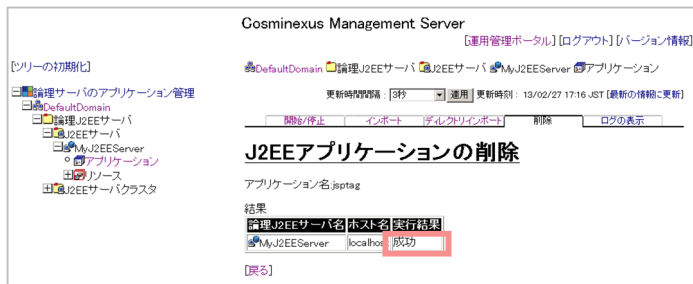 Cosminexus Management Server
[運用管理ポータル] [ログアウト] [バージョン情報]
[ツリーの初期化]
論理サーバのアプリケーション管理
DefaultDomain
論理J2EEサーバ
J2EEサーバ
MyJ2EEServer
アプリケーション
リソース
J2EEサーバクラスタ
DefaultDomain 論理J2EEサーバ J2EEサーバ MyJ2EEServer アプリケーション
更新時間間隔 : 3秒 適用 更新時刻 : 13/02/27 17:16 JST [最新の情報に更新]
開始/停止 インポート ディレクトリインポート 削除 ログの表示
J2EEアプリケーションの削除
アプリケーション名:jsptag
結果
論理J2EEサーバ名 ホスト名 実行結果
MyJ2EEServer localhost 成功
[戻る]